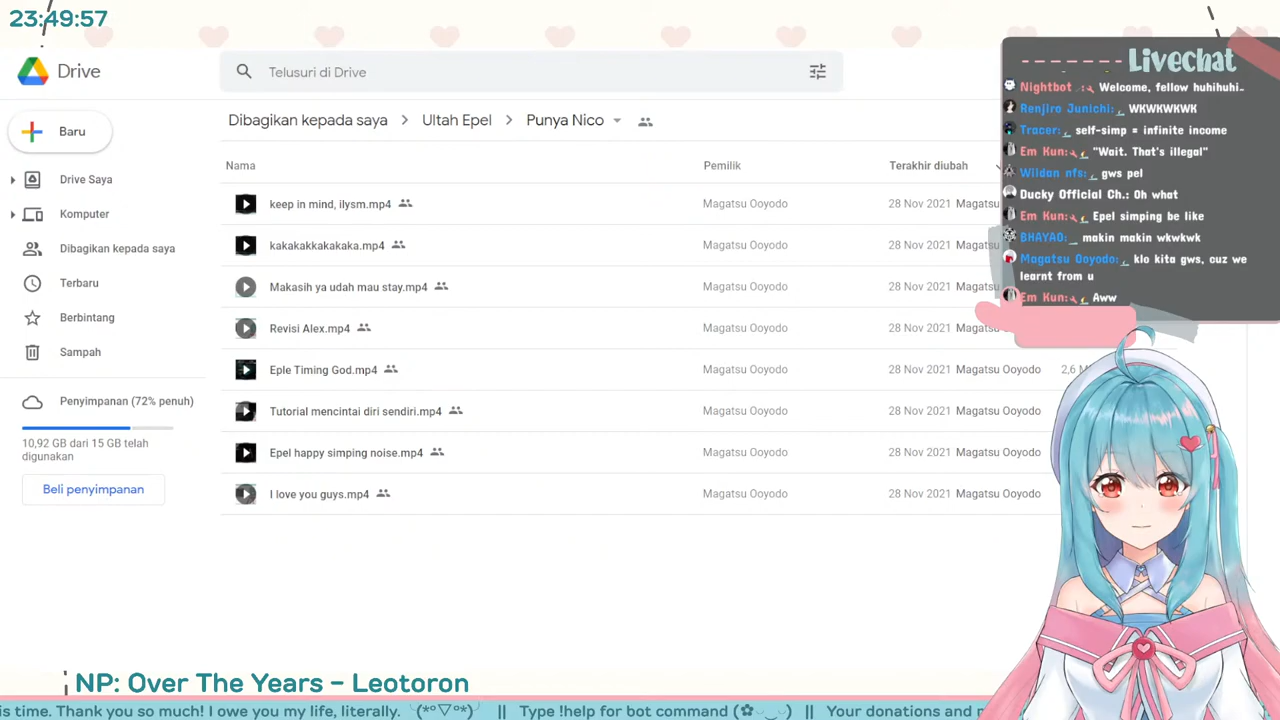 23:49:57
Drive
Telusuri di Drive
Baru
Drive Saya
Komputer
Dibagikan kepada saya
Terbaru
Berbintang
Sampah
Penyimpanan (72% penuh)
10,92 GB dari 15 GB telah
digunakan
Beli penyimpanan
Dibagikan kepada saya > Ultah Epel > Punya Nico
Nama Pemilik Terakhir diubah
keep in mind, ilysm.mp4 Magatsu Ooyodo 28 Nov 2021 Magatsu
kakakakkakakaka.mp4 Magatsu Ooyodo 28 Nov 2021 Magatsu
Makasih ya udah mau stay.mp4 Magatsu Ooyodo 28 Nov 2021 Magatsu
Revisi Alex.mp4 Magatsu Ooyodo 28 Nov 2021 Magatsu
Eple Timing God.mp4 Magatsu Ooyodo 28 Nov 2021 Magatsu Ooyodo 2,6 M
Tutorial mencintai diri sendiri.mp4 Magatsu Ooyodo 28 Nov 2021 Magatsu Ooyodo
Epel happy simping noise.mp4 Magatsu Ooyodo 28 Nov 2021 Magatsu Ooyodo
I love you guys.mp4 Magatsu Ooyodo 28 Nov 2021 Magatsu Ooyodo
Livechat
Nightbot : Welcome, fellow huhihuhi..
Renjiro Junichi: WKWKWKWK
Tracer: self-simp = infinite income
Em Kun: "Wait. That's illegal"
Wildan nfs: gws pel
Ducky Official Ch.: Oh what
Em Kun: Epel simping be like
BHAYAO: makin makin wkwkwk
Magatsu Ooyodo: klo kita gws, cuz we
learnt from u
Em Kun: Aww
NP: Over The Years - Leotoron
is time. Thank you so much! I owe you my life, literally. (*°▽°*) || Type !help for bot command (✿◡‿◡) || Your donations and